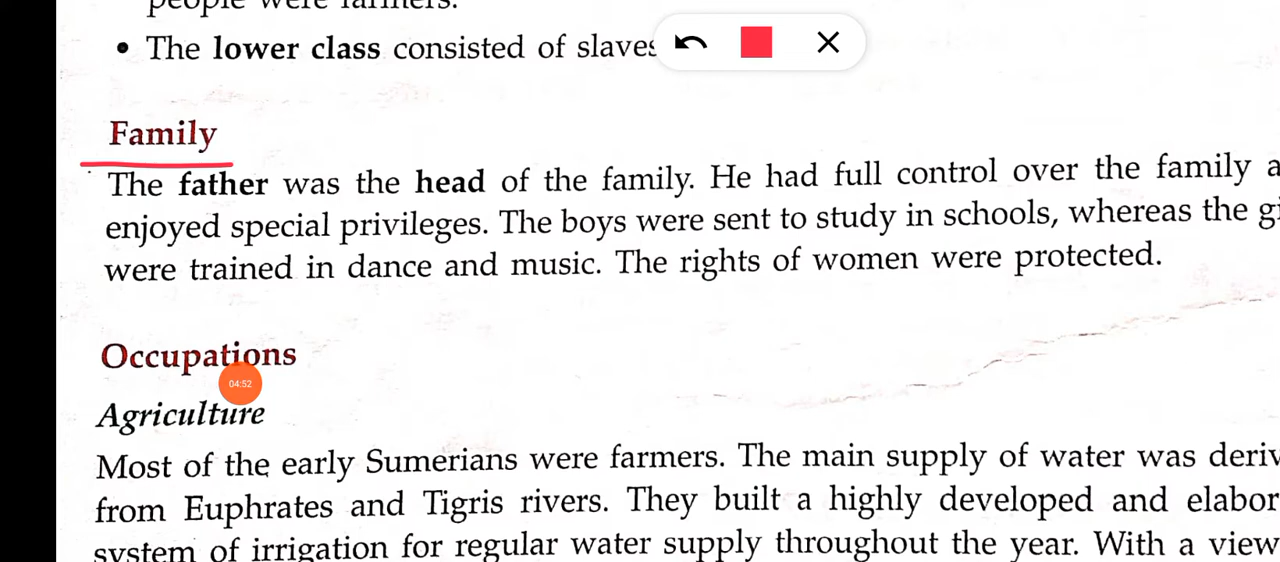 people were farmers.
• The lower class consisted of slaves
Family
The father was the head of the family. He had full control over the family
enjoyed special privileges. The boys were sent to study in schools, whereas the
were trained in dance and music. The rights of women were protected.
Occupations
04:52
Agriculture
Most of the early Sumerians were farmers. The main supply of water was
from Euphrates and Tigris rivers. They built a highly developed and
system of irrigation for regular water supply throughout the year. With a view